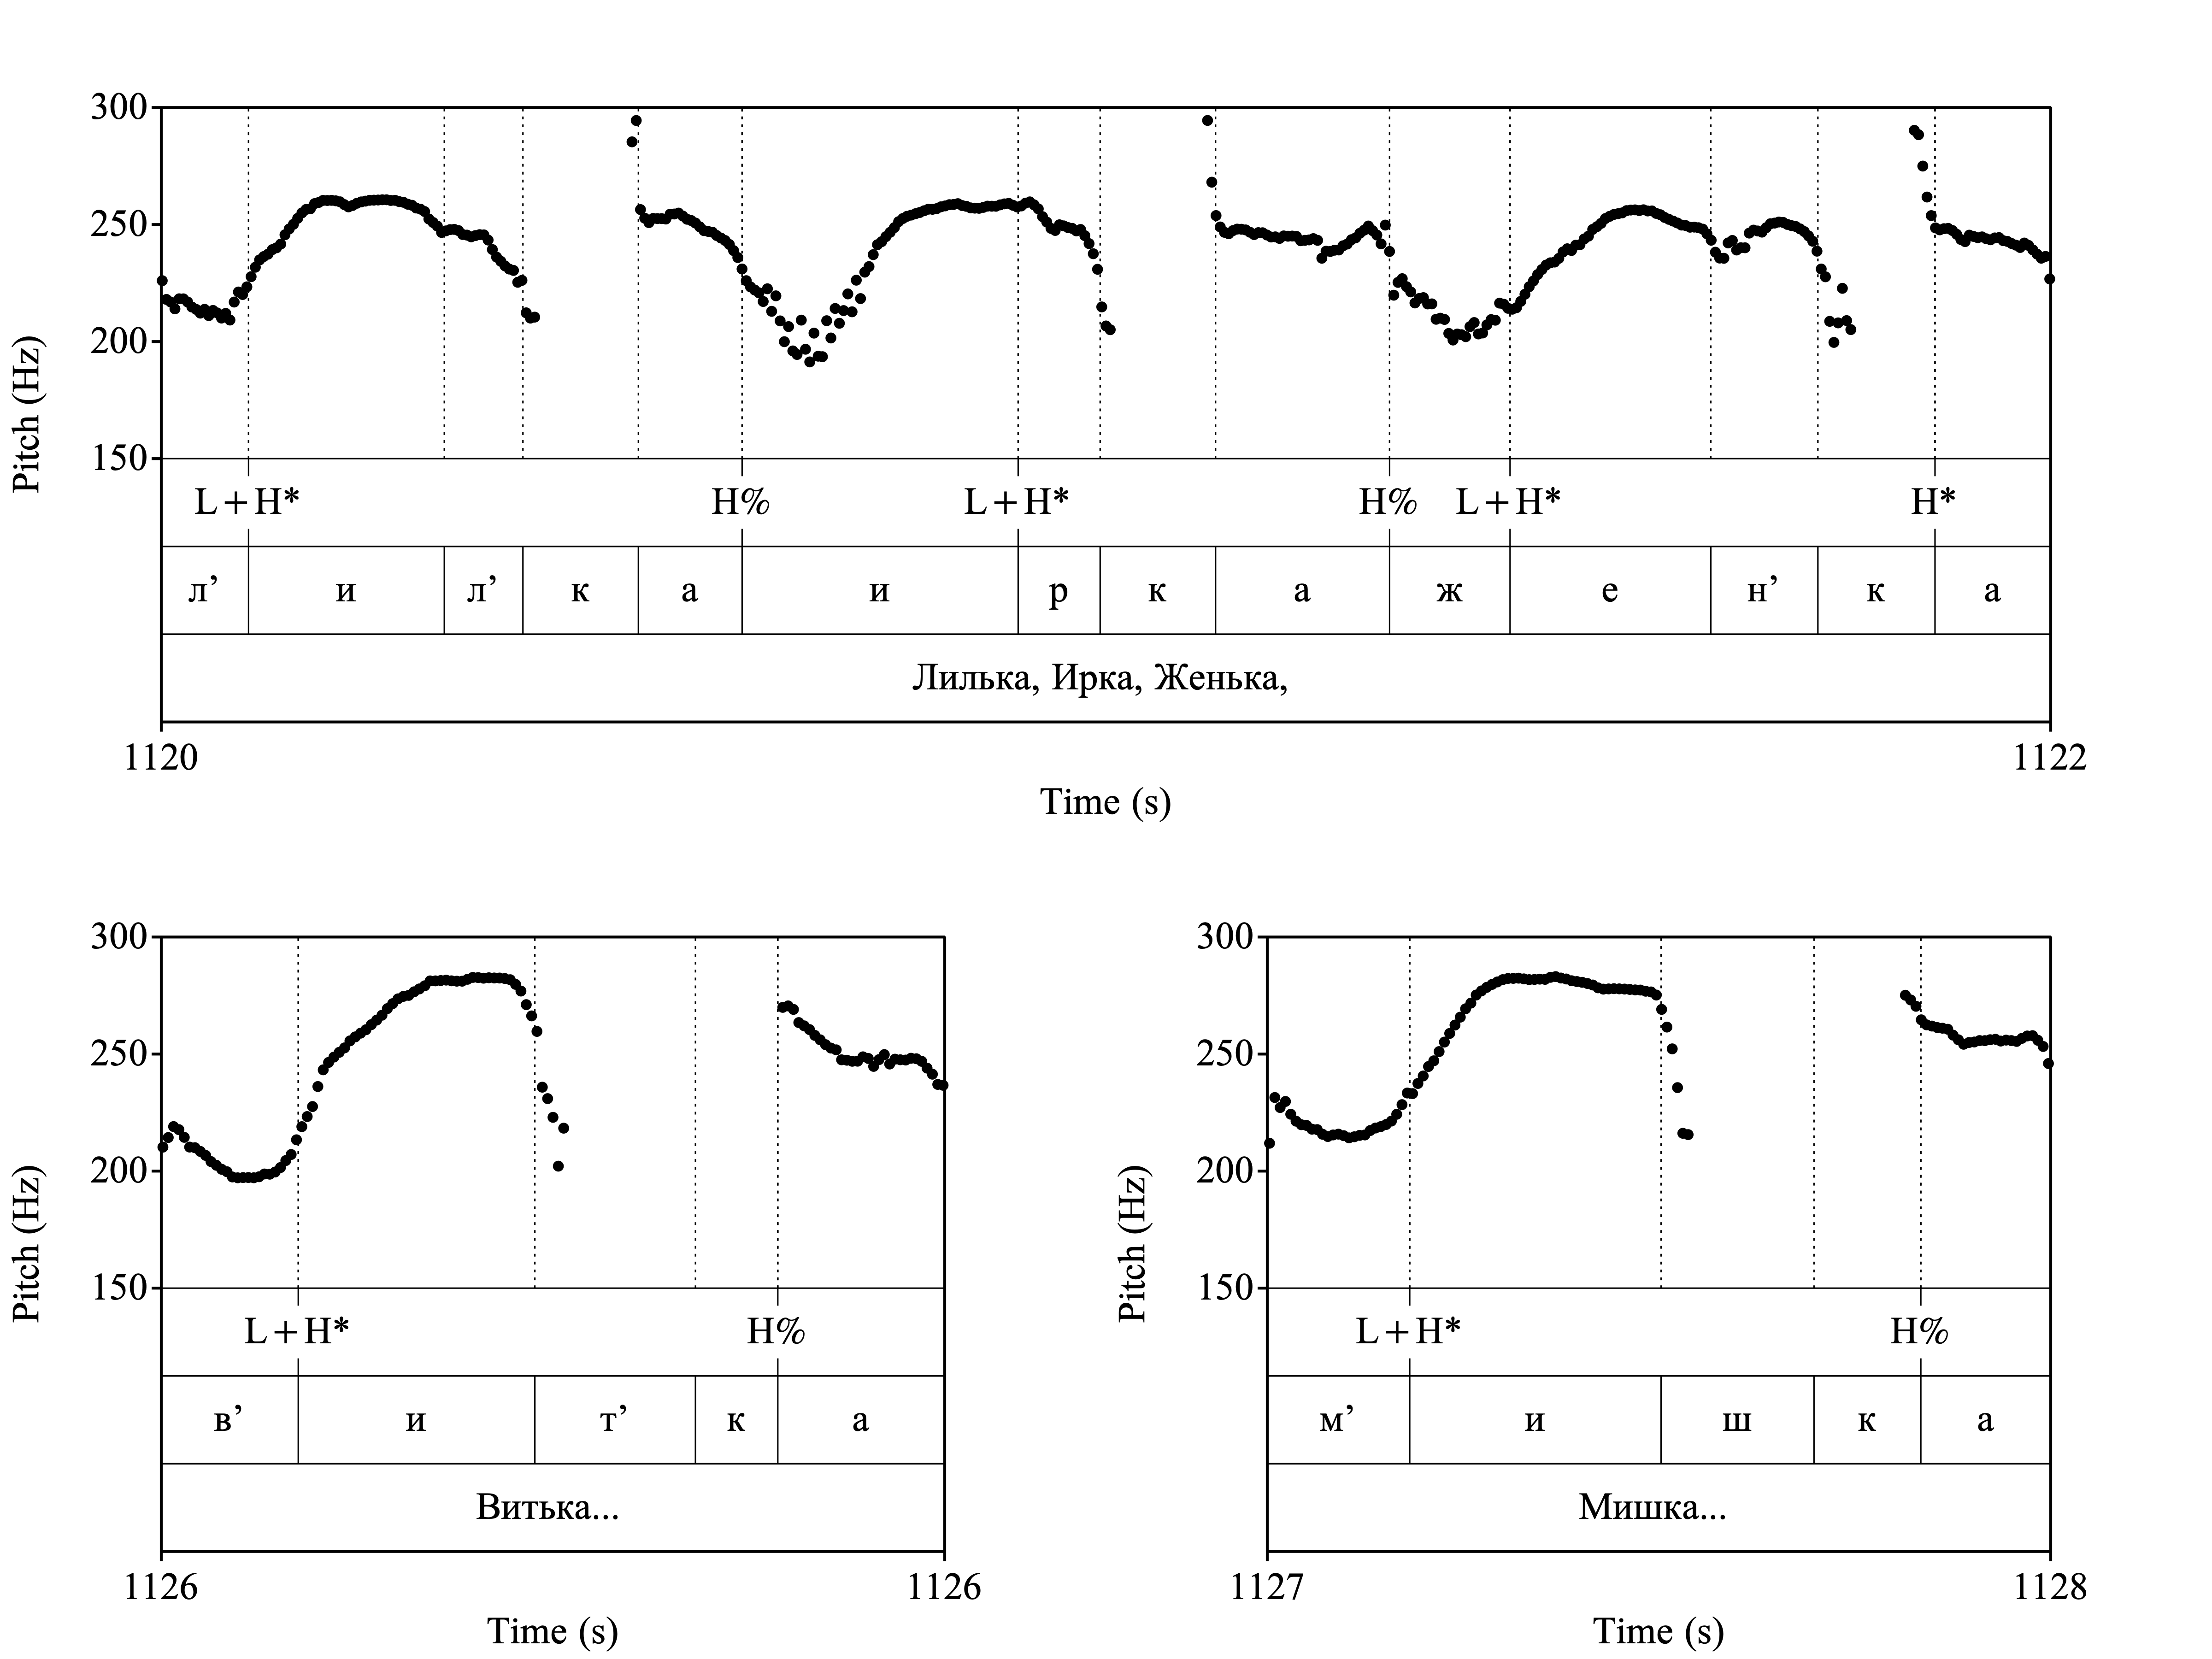 300
250
200
150
Pitch (Hz)
L+H* H% L+H* H% L+H* H*
л’ и л’ к а и р к а ж е н’ к а
Лилька, Ирка, Женька,
1120 1122
Time (s)
300
250
200
150
Pitch (Hz)
L+H* H%
в’ и т’ к а
Витька...
1126 1126
Time (s)
300
250
200
150
Pitch (Hz)
L+H* H%
м’ и ш к а
Мишка...
1127 1128
Time (s)